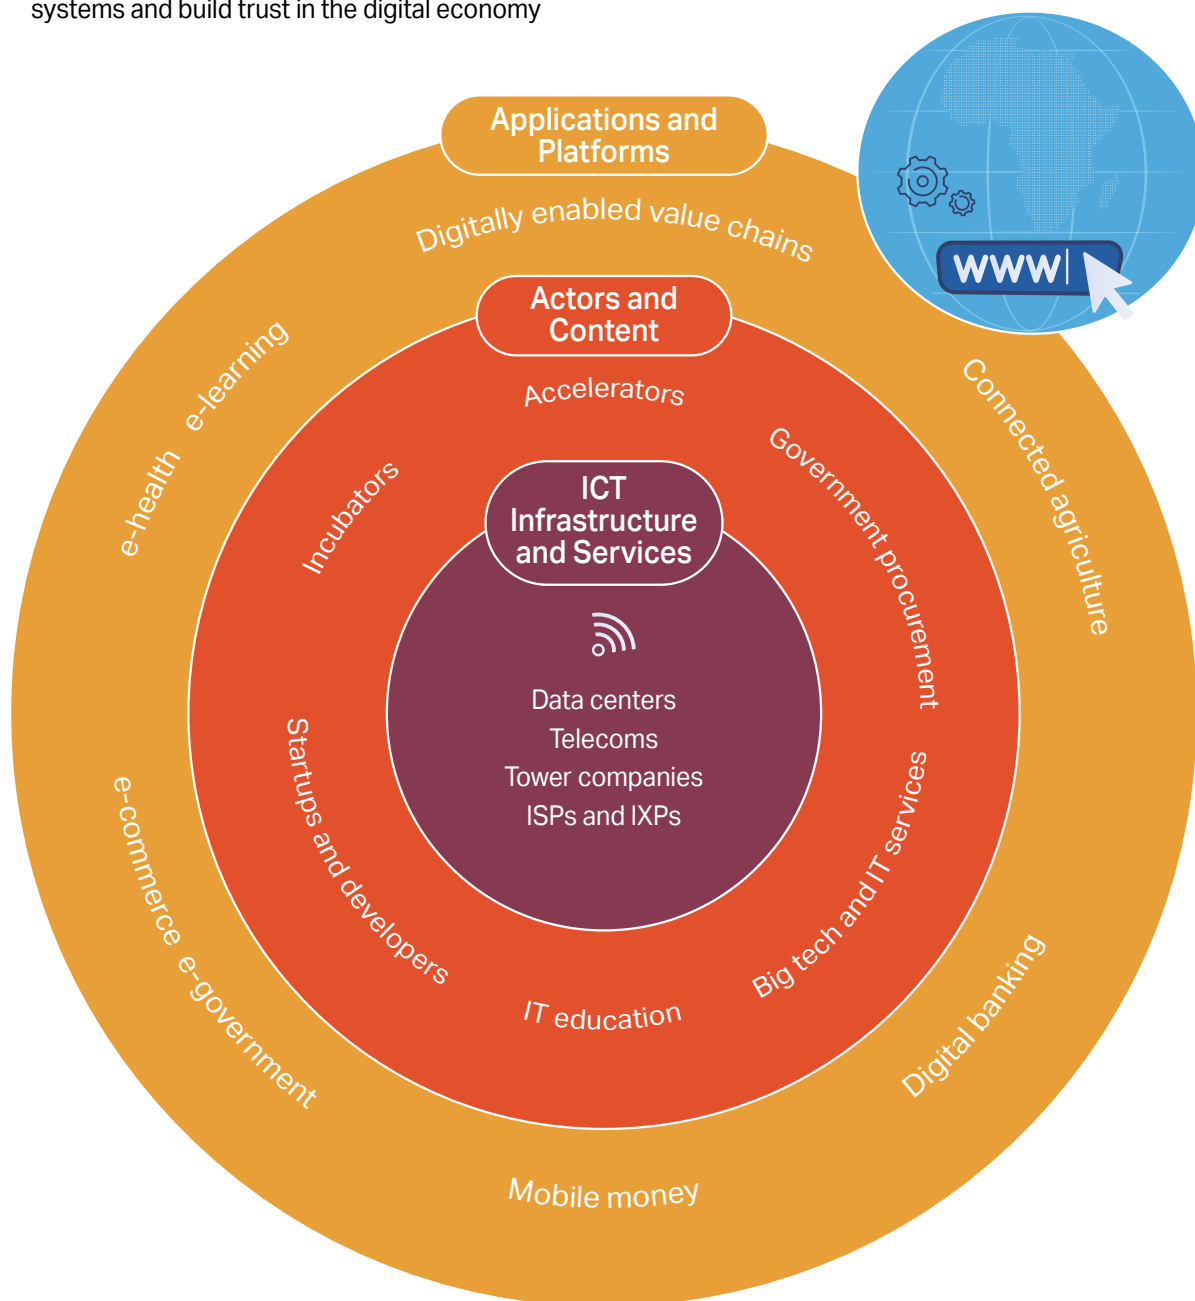 systems and build trust in the digital economy
Applications and
Platforms
Digitally enabled value chains
e-learning
e-health
Connected agriculture
e-commerce
e-government
Digital banking
Mobile money
Actors and
Content
Accelerators
Incubators
Government procurement
Startups and developers
Big tech and IT services
IT education
ICT
Infrastructure
and Services
Data centers
Telecoms
Tower companies
ISPs and IXPs
WWW